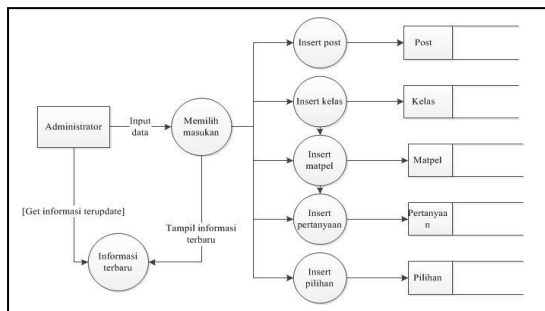 Insert post
Post
Insert kelas
Kelas
Administrator
Input
data
Memilih
masukan
Insert
matpel
Matpel
[Get informasi terupdate]
Tampil informasi
terbaru
Insert
pertanyaan
Pertanyaa
n
Informasi
terbaru
Insert
pilihan
Pilihan